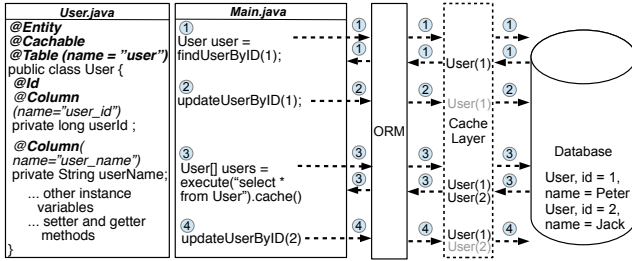 User.java
@Entity
@Cachable
@Table (name = ”user”)
public class User {
@Id
@Column
(name=”user_id”)
private long userId ;
@Column(
name=”user_name”)
private String userName;
... other instance
variables
... setter and getter
methods
}
Main.java
1
User user =
findUserByID(1);
2
updateUserByID(1);
3
User[] users =
execute(“select *
from User”).cache()
4
updateUserByID(2)
1
1
2
3
3
4
ORM
1
1
2
3
3
4
User(1)
User(1)
Cache
Layer
User(1)
User(2)
User(1)
User(2)
1
1
2
3
3
4
Database
User, id = 1,
name = Peter
User, id = 2,
name = Jack